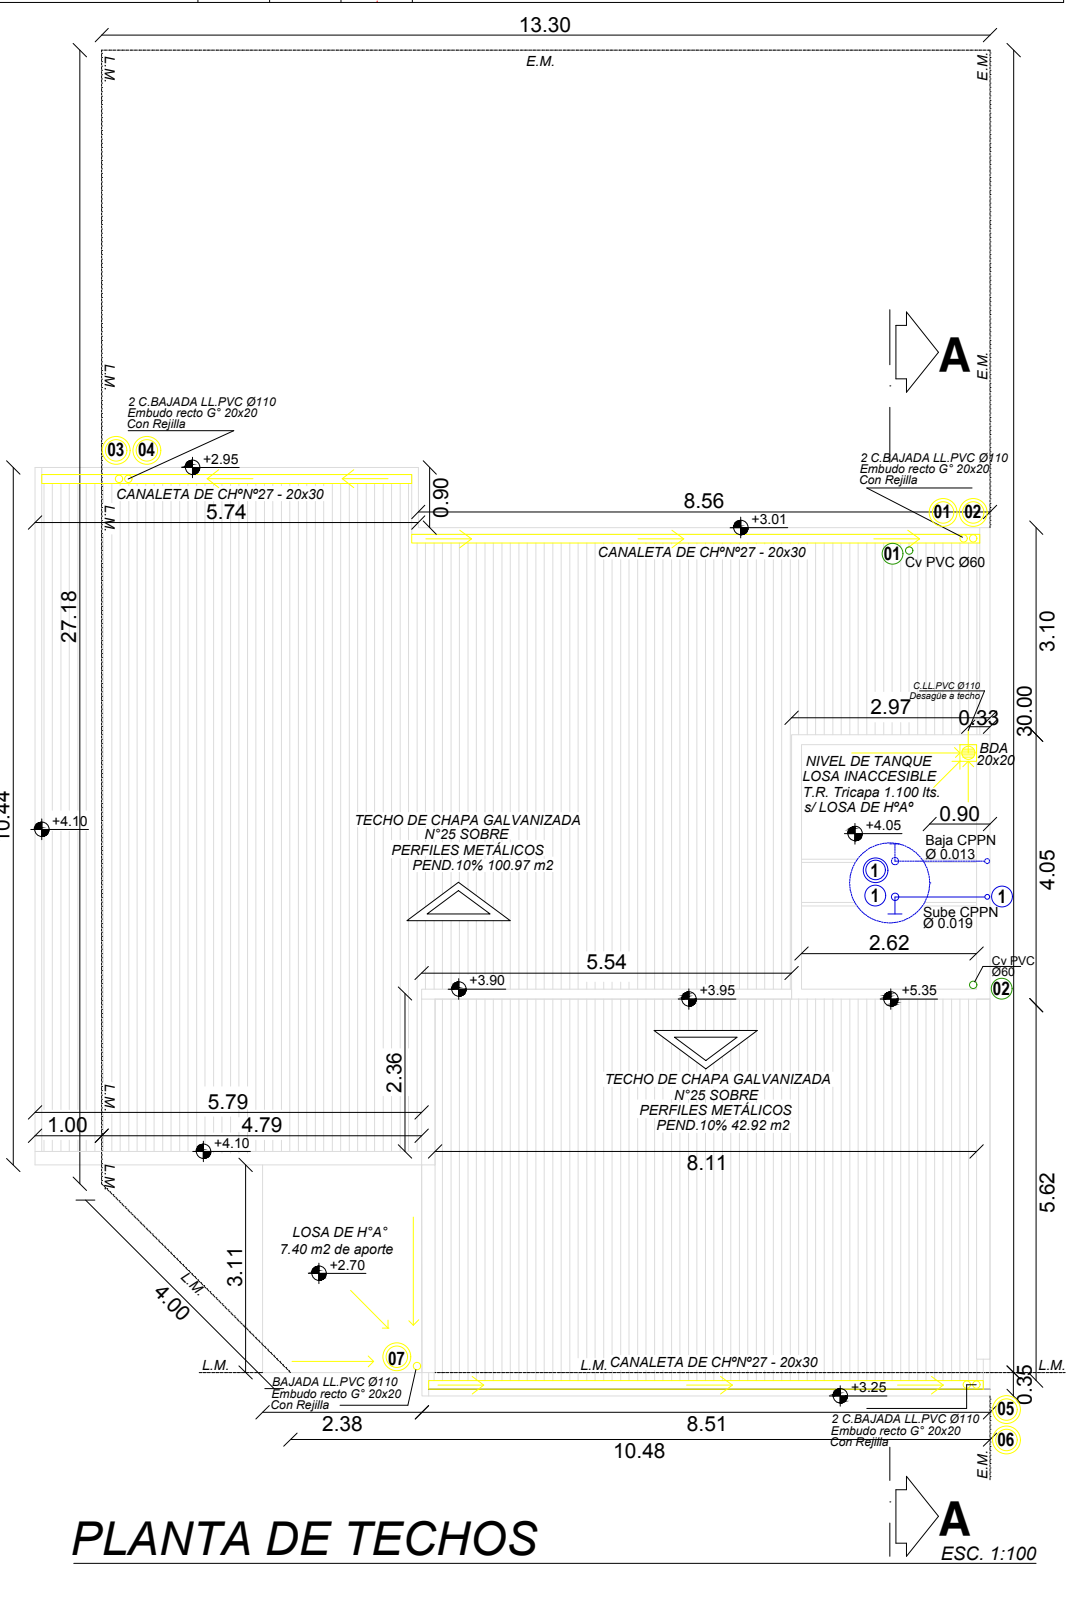 13.30
E.M.
L.M.
E.M.
L.M.
E.M.
A
2 C.BAJADA LL.PVC Ø110
Embudo recto G° 20x20
Con Rejilla
03 04
+2.95
CANALETA DE CHºNº27 - 20x30
5.74
L.M.
0.90
8.56
2 C.BAJADA LL.PVC Ø110
Embudo recto G° 20x20
Con Rejilla
01 02
+3.01
CANALETA DE CHºNº27 - 20x30
01
Cv PVC Ø60
27.18
3.10
30.00
C.LL.PVC Ø110
Desagüe a techo
2.97
0.33
BDA
20x20
NIVEL DE TANQUE
LOSA INACCESIBLE
T.R. Tricapa 1.100 lts.
s/ LOSA DE HºAº
0.90
+4.05
10.44
+4.10
TECHO DE CHAPA GALVANIZADA
N°25 SOBRE
PERFILES METÁLICOS
PEND.10% 100.97 m2
Baja CPPN
Ø 0.013
4.05
1
1
1
Sube CPPN
Ø 0.019
2.62
5.54
Cv PVC
Ø60
02
+3.90
+3.95
+5.35
2.36
TECHO DE CHAPA GALVANIZADA
N°25 SOBRE
PERFILES METÁLICOS
PEND.10% 42.92 m2
L.M.
5.79
1.00
4.79
+4.10
8.11
L.M.
5.62
3.11
LOSA DE H°A°
7.40 m2 de aporte
+2.70
L.M.
4.00
07
L.M.
L.M.
CANALETA DE CHºNº27 - 20x30
L.M.
BAJADA LL.PVC Ø110
Embudo recto G° 20x20
Con Rejilla
+3.25
0.35
05
2.38
8.51
2 C.BAJADA LL.PVC Ø110
Embudo recto G° 20x20
Con Rejilla
06
10.48
E.M.
A
PLANTA DE TECHOS
ESC. 1:100